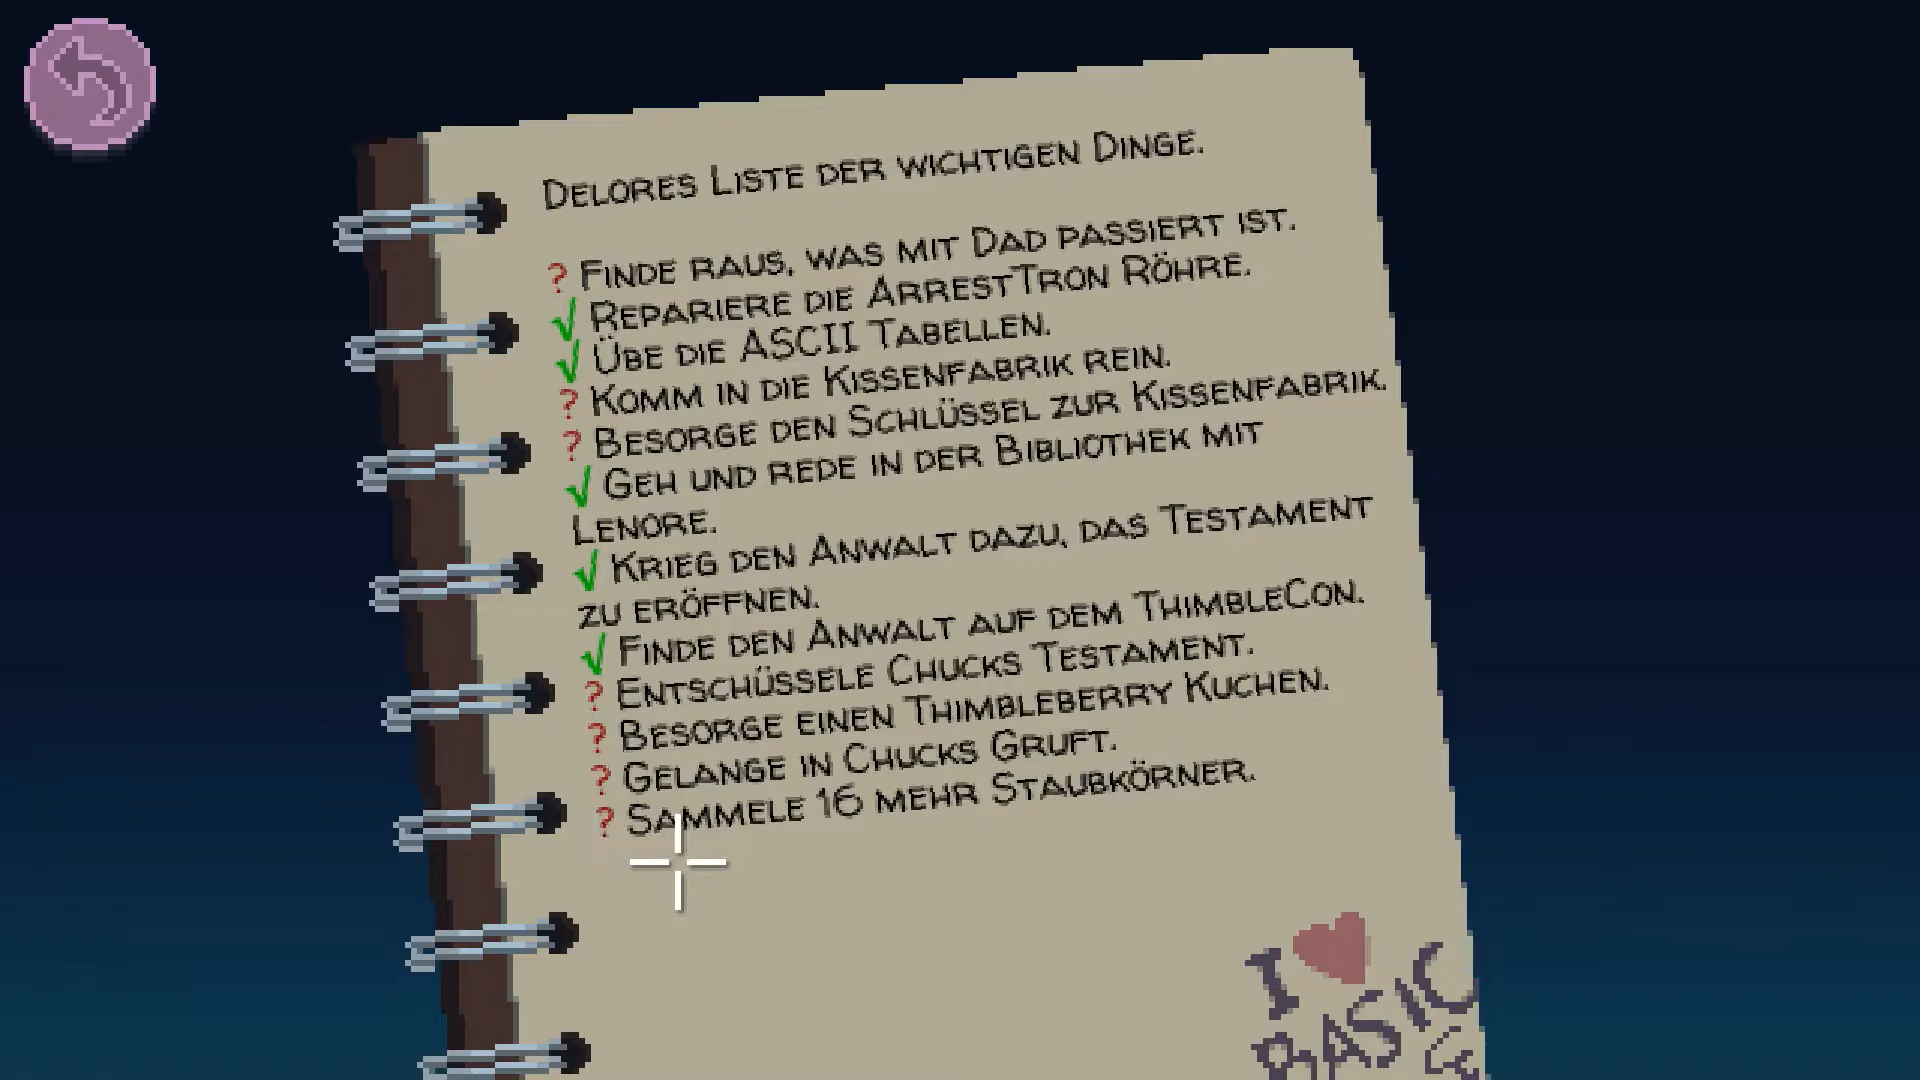 Delores Liste der wichtigen Dinge.
? Finde raus, was mit Dad passiert ist.
√ Repariere die ArrestTron Röhre.
√ Übe die ASCII Tabellen.
? Komm in die Kissenfabrik rein.
? Besorge den Schlüssel zur Kissenfabrik.
√ Geh und rede in der Bibliothek mit
Lenore.
√ Krieg den Anwalt dazu, das Testament
zu eröffnen.
√ Finde den Anwalt auf dem ThimbleCon.
? Entschüssele Chucks Testament.
? Besorge einen Thimbleberry Kuchen.
? Gelange in Chucks Gruft.
? Sammele 16 mehr Staubkörner.
I ♥
BASIC